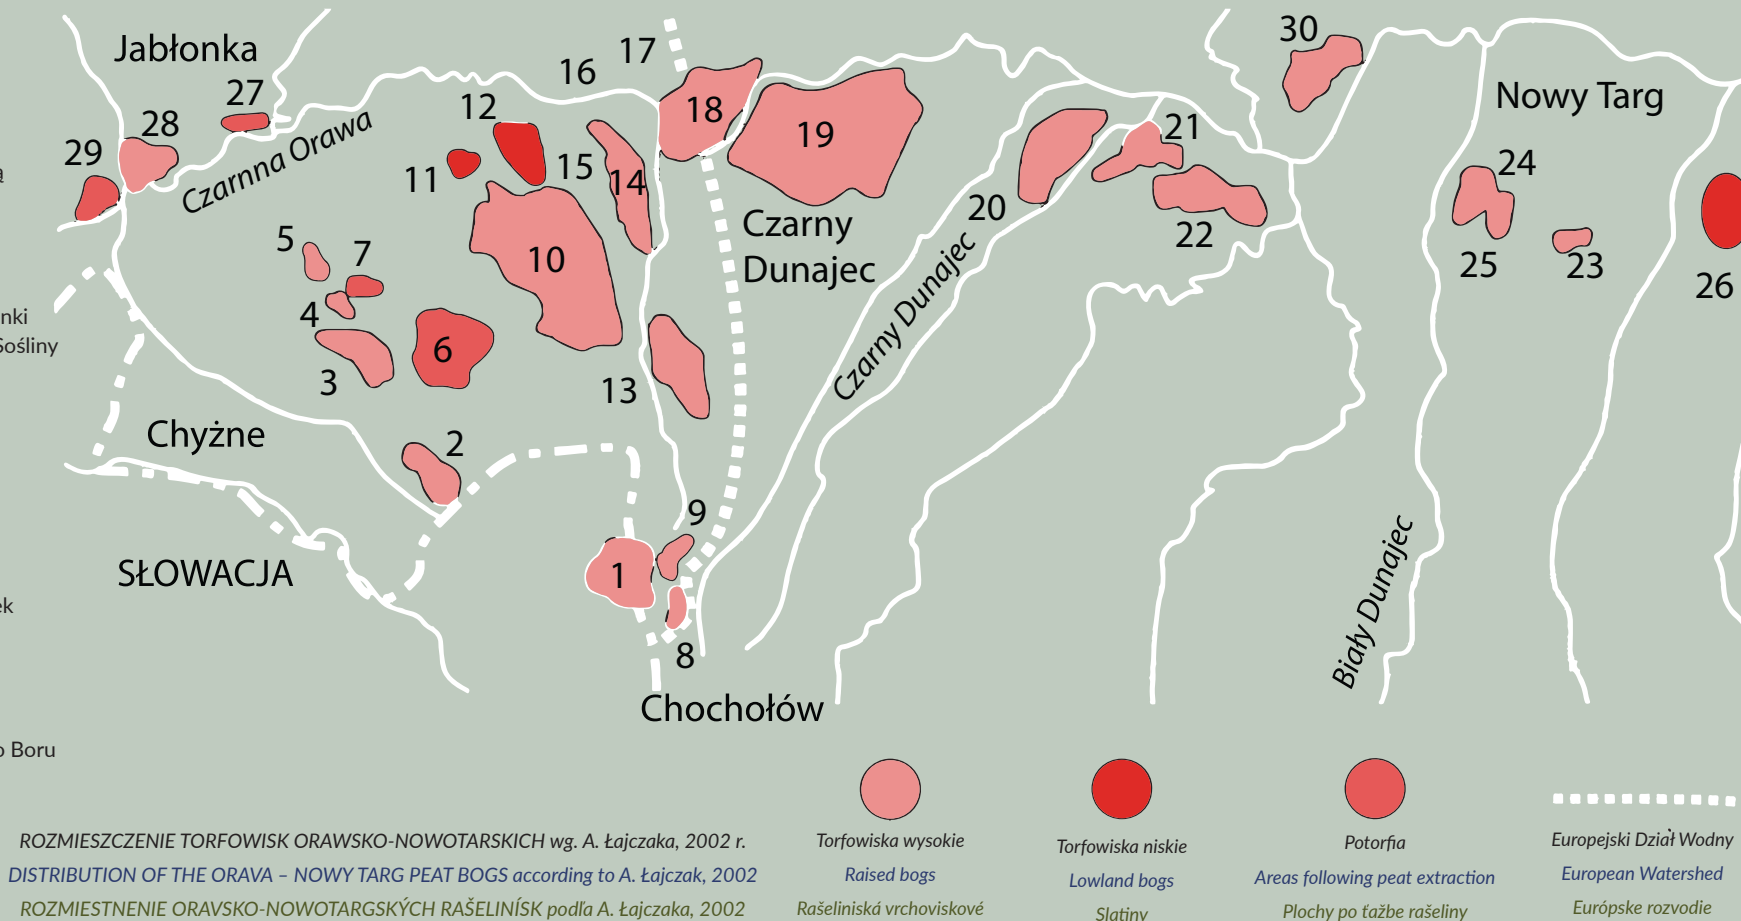 Jabłonka
27
28
29
Czarnna Orawa
12
11
16
17
15
14
18
19
30
Nowy Targ
21
20
22
24
25
23
26
Czarny
Dunajec
Czarny Dunajec
5
7
4
3
6
10
13
nki
Sośliny
Chyżne
2
9
1
8
SŁOWACJA
Biały Dunajec
ek
Chochołów
o Boru
ROZMIESZCZENIE TORFOWISK ORAWSKO-NOWOTARSKICH wg. A. Łajczaka, 2002 r.
DISTRIBUTION OF THE ORAVA – NOWY TARG PEAT BOGS according to A. Łajczak, 2002
ROZMIESTNENIE ORAVSKO-NOWOTARGSKÝCH RAŠELINÍSK podľa A. Łajczaka, 2002
Torfowiska wysokie
Raised bogs
Rašeliniská vrchoviskové
Torfowiska niskie
Lowland bogs
Slatiny
Potorfia
Areas following peat extraction
Plochy po ťažbe rašeliny
Europejski Dział Wodny
European Watershed
Európske rozvodie